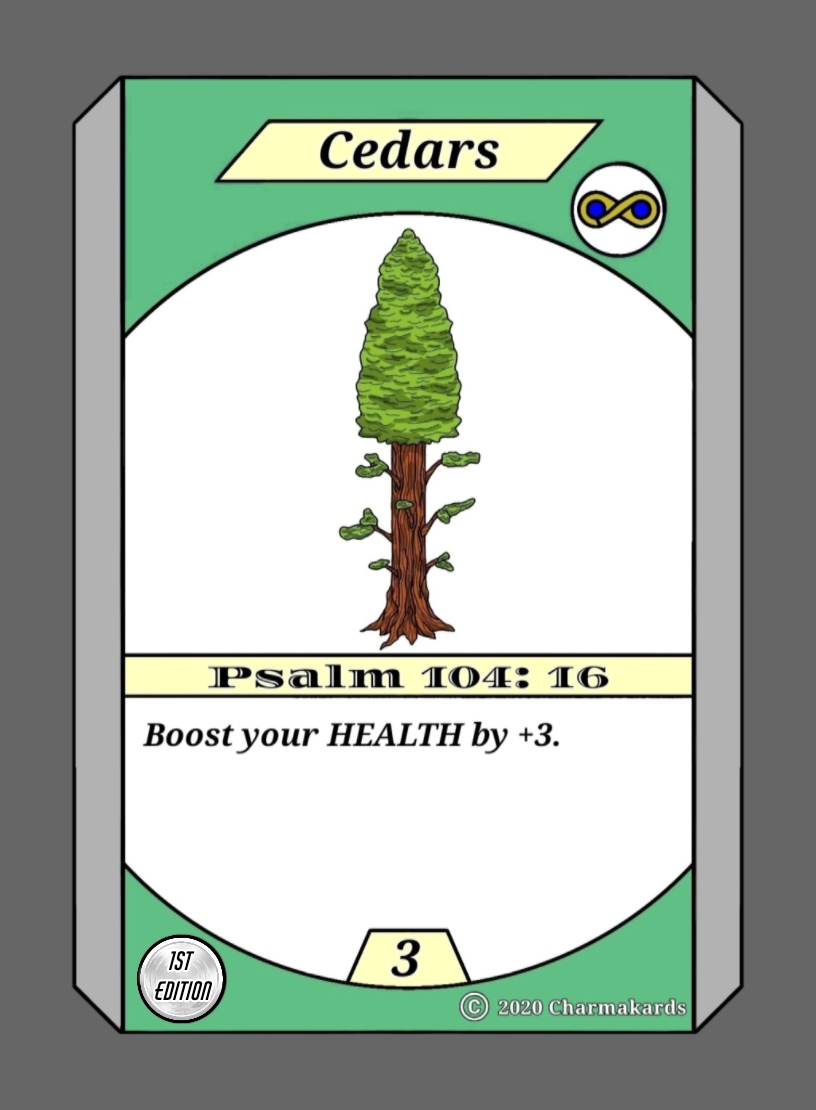 Cedars
Psalm 104: 16
Boost your HEALTH by +3.
3
1ST
EDITION
© 2020 Charmakards